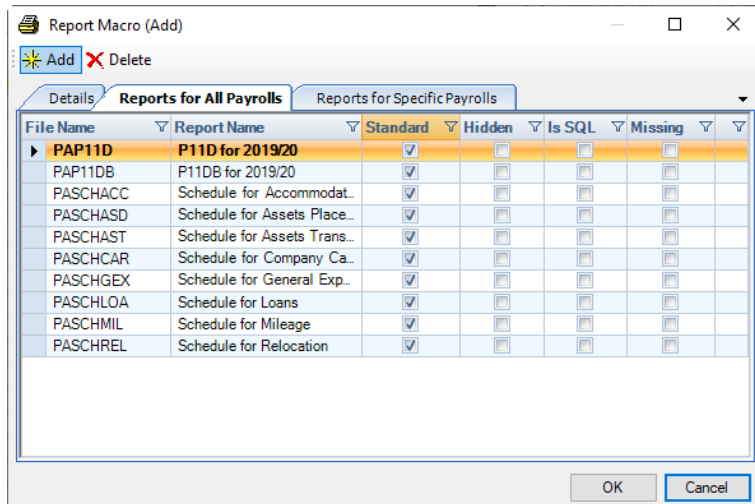 Report Macro (Add)
Add Delete
Details Reports for All Payrolls Reports for Specific Payrolls
File Name Report Name Standard Hidden Is SQL Missing
PAP11D P11D for 2019/20
PAP11DB P11DB for 2019/20
PASCHACC Schedule for Accommodat...
PASCHASD Schedule for Assets Place...
PASCHAST Schedule for Assets Trans...
PASCHCAR Schedule for Company Ca...
PASCHGEX Schedule for General Exp...
PASCHLOA Schedule for Loans
PASCHMIL Schedule for Mileage
PASCHREL Schedule for Relocation
OK Cancel